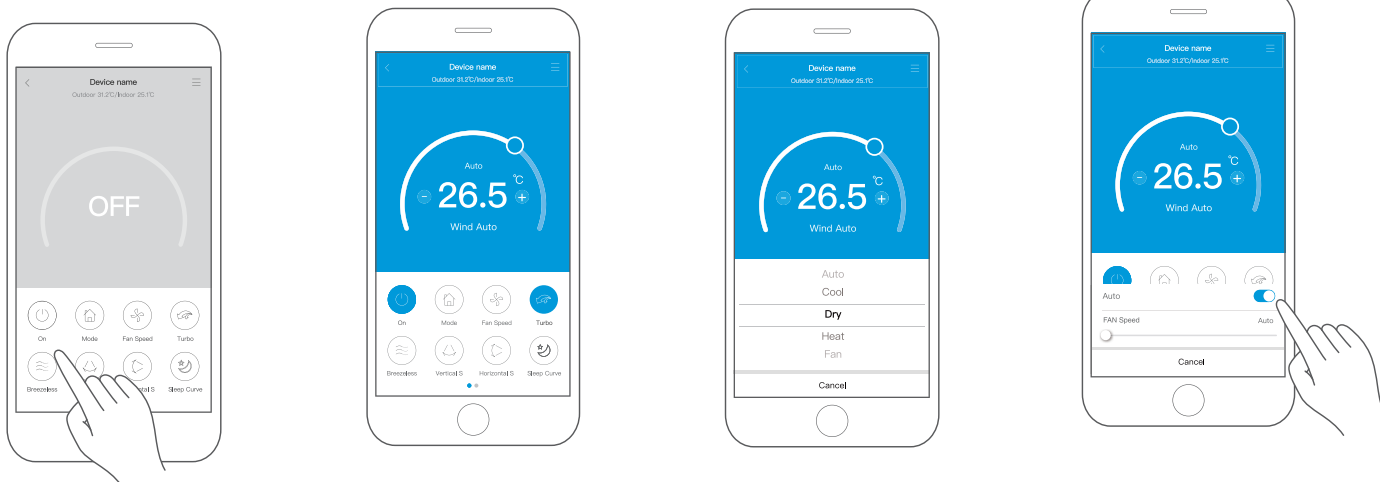 Device name
Outdoor 31.2℃/Indoor 25.1℃
OFF
On Mode Fan Speed Turbo
Breezeless Sleep Curve
Device name
Outdoor 31.2℃/Indoor 25.1℃
Auto
26.5 ℃
Wind Auto
On Mode Fan Speed Turbo
Breezeless Vertical S Horizontal S Sleep Curve
Device name
Outdoor 31.2℃/Indoor 25.1℃
Auto
26.5 ℃
Wind Auto
Auto
Cool
Dry
Heat
Fan
Cancel
Device name
Outdoor 31.2℃/Indoor 25.1℃
Auto
26.5 ℃
Wind Auto
Auto
FAN Speed Auto
Cancel